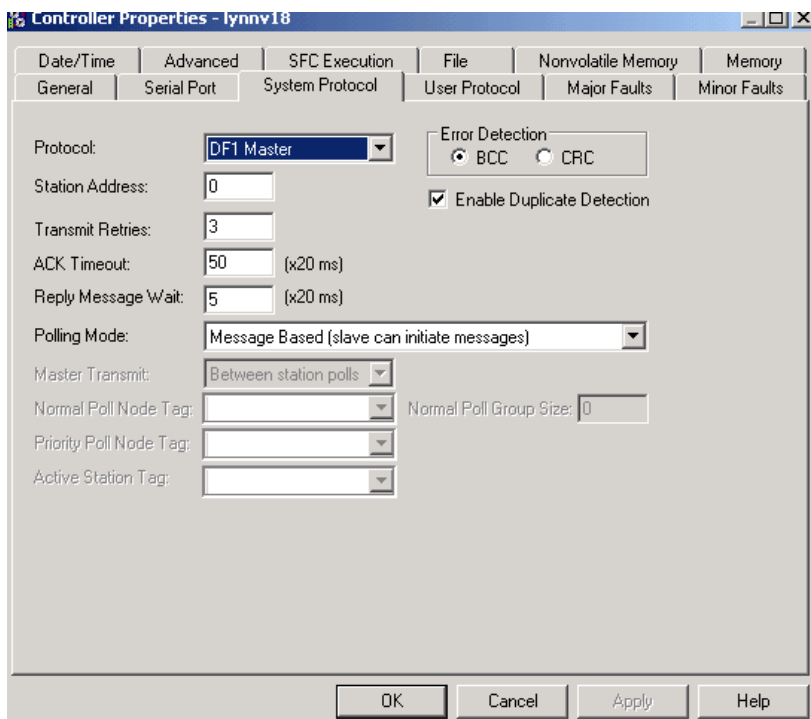 Controller Properties - lynnv18
Date/Time Advanced SFC Execution File Nonvolatile Memory Memory
General Serial Port System Protocol User Protocol Major Faults Minor Faults
Protocol: DF1 Master
Error Detection
BCC CRC
Station Address: 0
Enable Duplicate Detection
Transmit Retries: 3
ACK Timeout: 50 (x20 ms)
Reply Message Wait: 5 (x20 ms)
Polling Mode: Message Based (slave can initiate messages)
Master Transmit: Between station polls
Normal Poll Node Tag: Normal Poll Group Size: 0
Priority Poll Node Tag:
Active Station Tag:
OK Cancel Apply Help